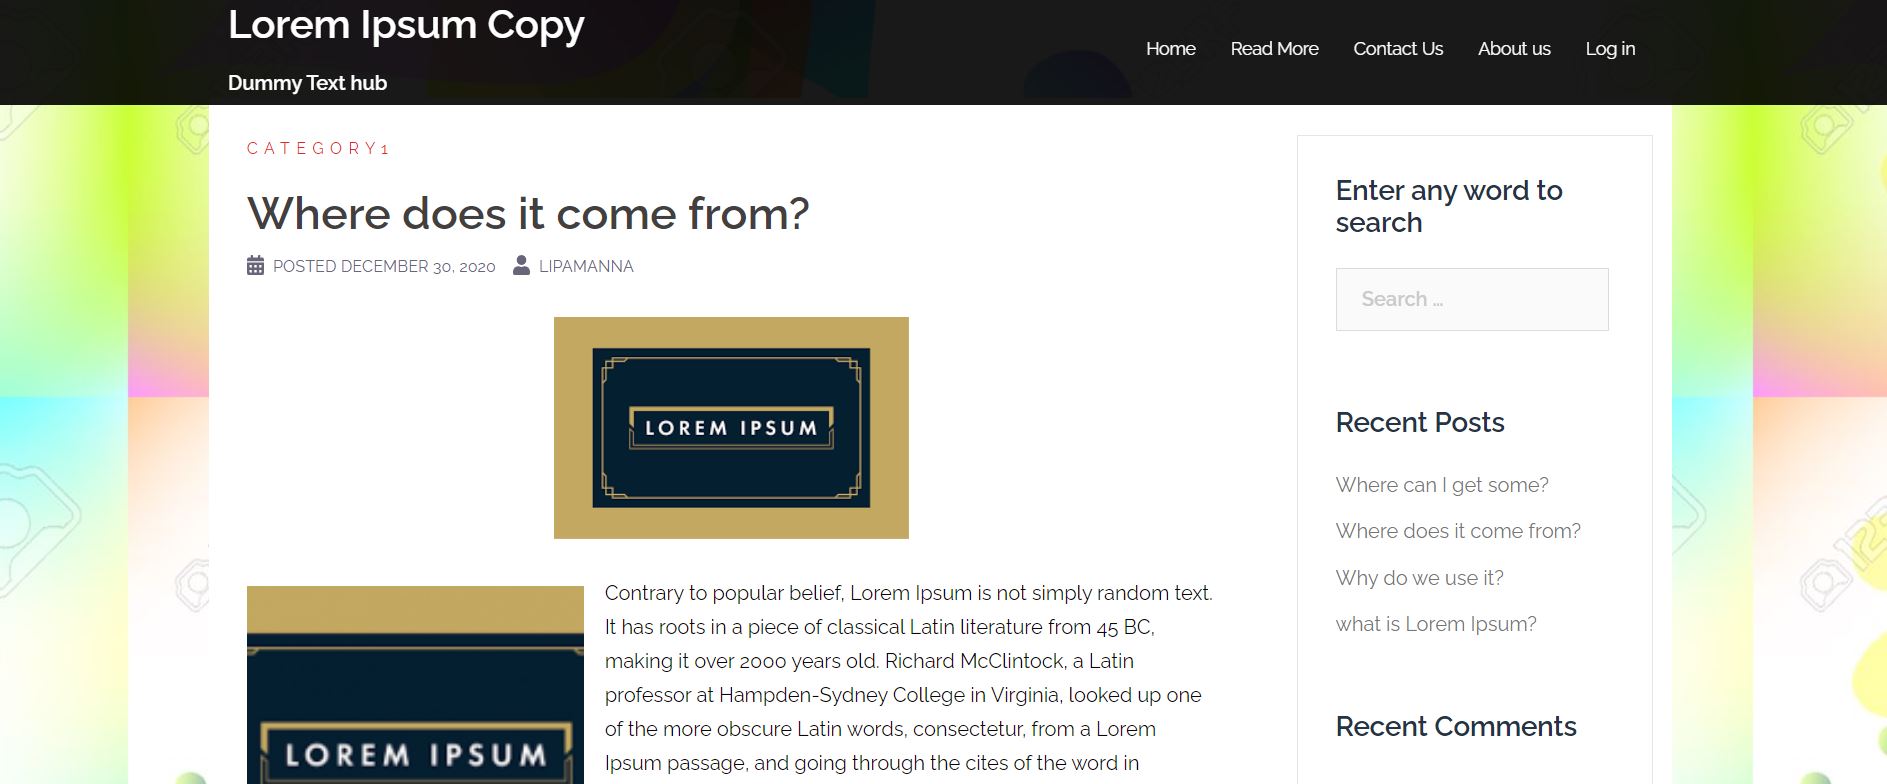 Lorem Ipsum Copy
Dummy Text hub
Home Read More Contact Us About us Log in
CATEGORY1
Where does it come from?
POSTED DECEMBER 30, 2020 LIPAMANNA
LOREM IPSUM
LOREM IPSUM
Contrary to popular belief, Lorem Ipsum is not simply random text.
It has roots in a piece of classical Latin literature from 45 BC,
making it over 2000 years old. Richard McClintock, a Latin
professor at Hampden-Sydney College in Virginia, looked up one
of the more obscure Latin words, consectetur, from a Lorem
Ipsum passage, and going through the cites of the word in
Enter any word to
search
Search ...
Recent Posts
Where can I get some?
Where does it come from?
Why do we use it?
what is Lorem Ipsum?
Recent Comments